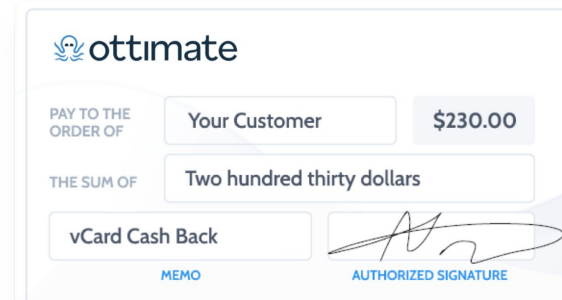 ottimate
PAY TO THE
ORDER OF
Your Customer
$230.00
THE SUM OF
Two hundred thirty dollars
vCard Cash Back
MEMO
AUTHORIZED SIGNATURE